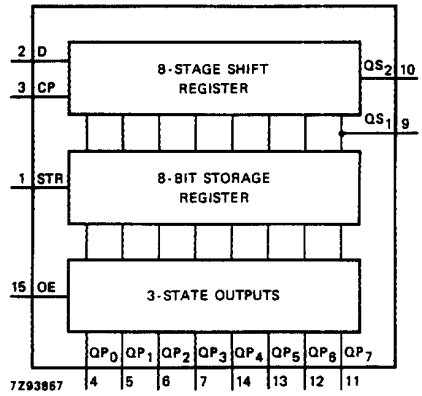 2 D
8-STAGE SHIFT
REGISTER
QS2 10
3 CP
QS1 9
1 STR
8-BIT STORAGE
REGISTER
15 OE
3-STATE OUTPUTS
QP0 QP1 QP2 QP3 QP4 QP5 QP6 QP7
7Z93867 4 5 6 7 14 13 12 11